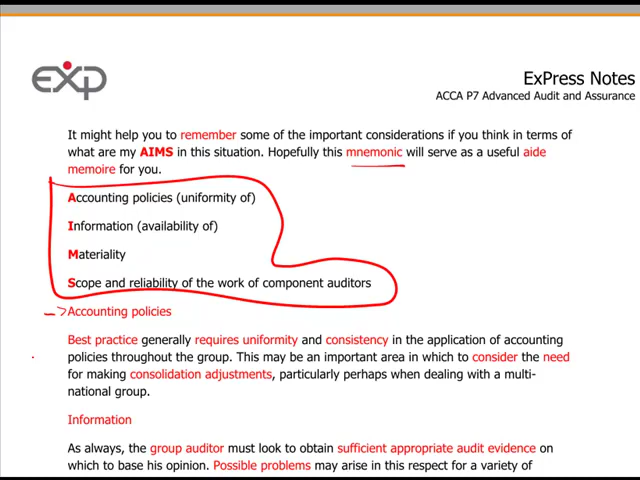 exp
ExPress Notes
ACCA P7 Advanced Audit and Assurance
It might help you to remember some of the important considerations if you think in terms of
what are my AIMS in this situation. Hopefully this mnemonic will serve as a useful aide
memoire for you.
Accounting policies (uniformity of)
Information (availability of)
Materiality
Scope and reliability of the work of component auditors
Accounting policies
Best practice generally requires uniformity and consistency in the application of accounting
policies throughout the group. This may be an important area in which to consider the need
for making consolidation adjustments, particularly perhaps when dealing with a multi-
national group.
Information
As always, the group auditor must look to obtain sufficient appropriate audit evidence on
which to base his opinion. Possible problems may arise in this respect for a variety of